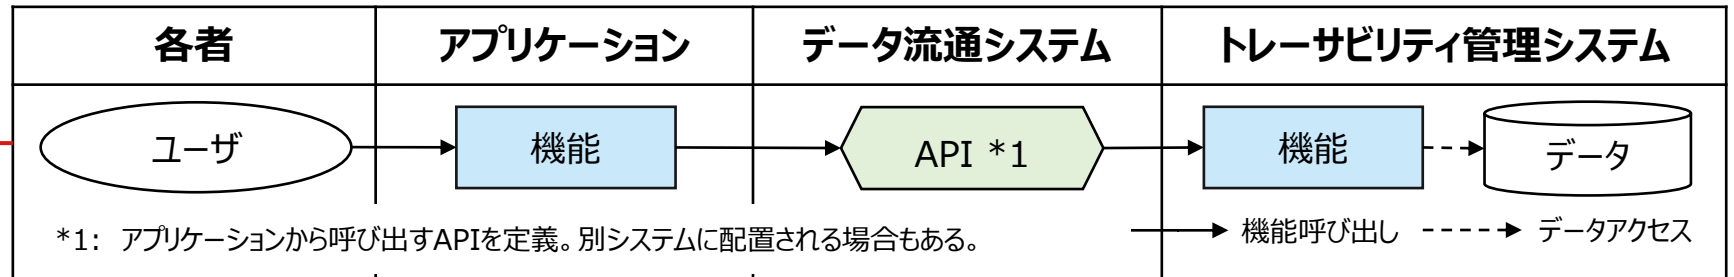 各者 アプリケーション データ流通システム トレーサビリティ管理システム
ユーザ 機能 API *1 機能 データ
*1: アプリケーションから呼び出すAPIを定義。別システムに配置される場合もある。 機能呼び出し データアクセス